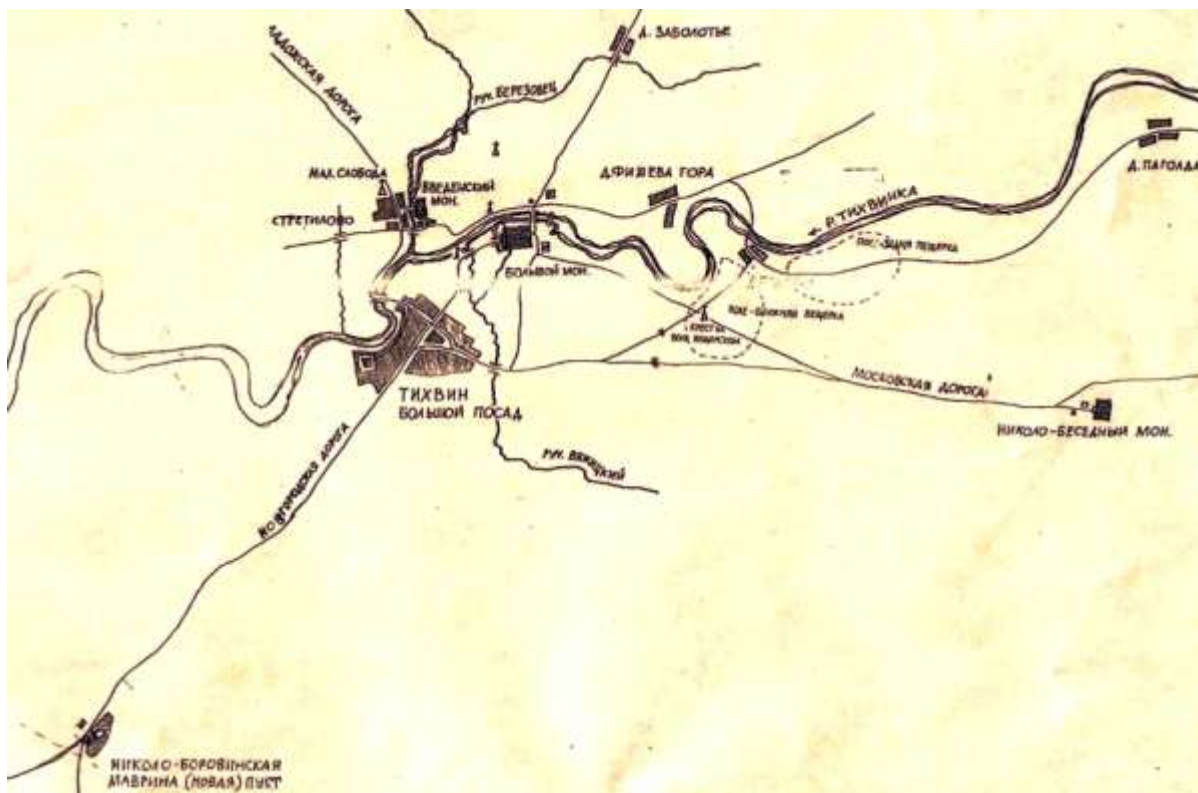 Д. ЗАБОЛОТЬЕ
ЛАДОЖСКАЯ ДОРОГА
РУЧ. БЕРЕЗОВЕЦ
МАЛ. СЛОБОДА
ВВЕДЕНСКИЙ
МОН.
Д. ФИШЕВА ГОРА
Д. ПАГОЛДА
СТРЕТИЛОВО
Р. ТИХВИНКА
БОЛЬШОЙ МОН.
ТИХВИН
БОЛЬШОЙ ПОСАД
МОСКОВСКАЯ ДОРОГА
НИКОЛО-БЕСЕДНЫЙ МОН.
РУЧ. ВЯЖИЦКИЙ
НОВГОРОДСКАЯ ДОРОГА
НИКОЛО-БОРОВИНСКАЯ
МАВРИНА (НОВАЯ) ПУСТ